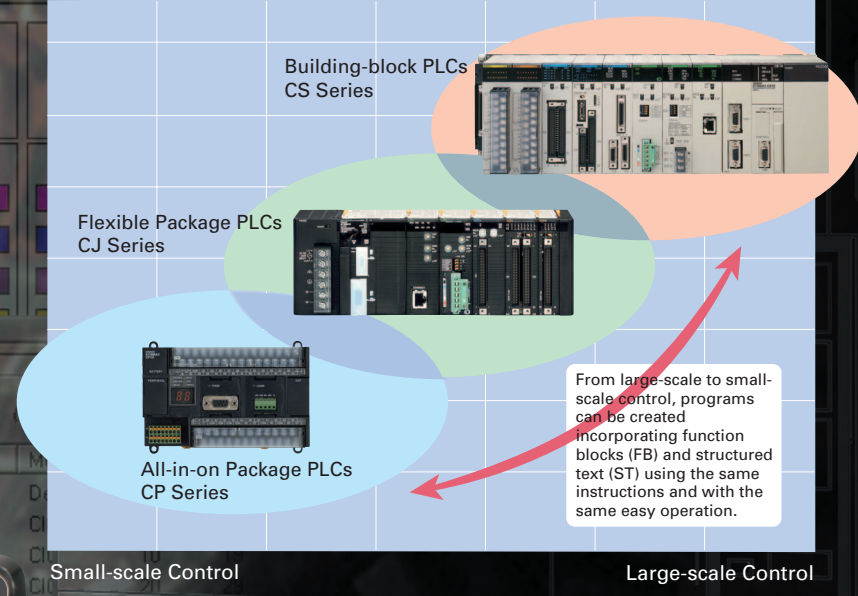 Building-block PLCs
CS Series
Flexible Package PLCs
CJ Series
All-in-on Package PLCs
CP Series
From large-scale to small-
scale control, programs
can be created
incorporating function
blocks (FB) and structured
text (ST) using the same
instructions and with the
same easy operation.
Small-scale Control
Large-scale Control